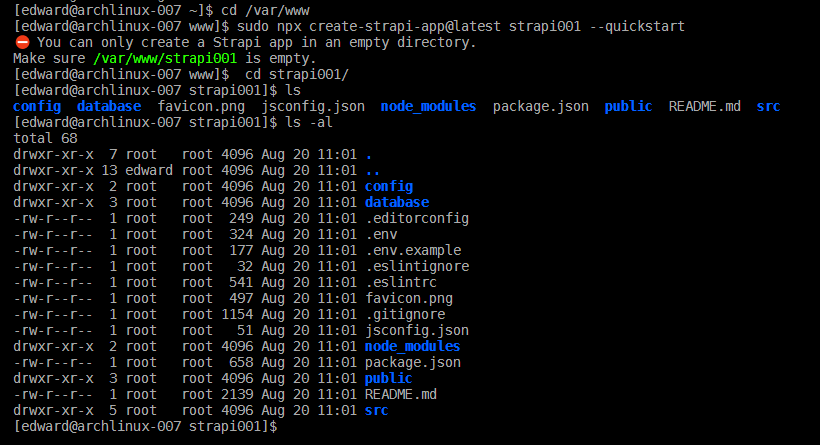 [edward@archlinux-007 ~]$ cd /var/www
[edward@archlinux-007 www]$ sudo npx create-strapi-app@latest strapi001 --quickstart
⛔ You can only create a Strapi app in an empty directory.
Make sure /var/www/strapi001 is empty.
[edward@archlinux-007 www]$  cd strapi001/
[edward@archlinux-007 strapi001]$ ls
config  database  favicon.png  jsconfig.json  node_modules  package.json  public  README.md  src
[edward@archlinux-007 strapi001]$ ls -al
total 68
drwxr-xr-x  7 root   root 4096 Aug 20 11:01 .
drwxr-xr-x 13 edward root 4096 Aug 20 11:01 ..
drwxr-xr-x  2 root   root 4096 Aug 20 11:01 config
drwxr-xr-x  3 root   root 4096 Aug 20 11:01 database
-rw-r--r--  1 root   root  249 Aug 20 11:01 .editorconfig
-rw-r--r--  1 root   root  324 Aug 20 11:01 .env
-rw-r--r--  1 root   root  177 Aug 20 11:01 .env.example
-rw-r--r--  1 root   root   32 Aug 20 11:01 .eslintignore
-rw-r--r--  1 root   root  541 Aug 20 11:01 .eslintrc
-rw-r--r--  1 root   root  497 Aug 20 11:01 favicon.png
-rw-r--r--  1 root   root 1154 Aug 20 11:01 .gitignore
-rw-r--r--  1 root   root   51 Aug 20 11:01 jsconfig.json
drwxr-xr-x  2 root   root 4096 Aug 20 11:01 node_modules
-rw-r--r--  1 root   root  658 Aug 20 11:01 package.json
drwxr-xr-x  3 root   root 4096 Aug 20 11:01 public
-rw-r--r--  1 root   root 2139 Aug 20 11:01 README.md
drwxr-xr-x  5 root   root 4096 Aug 20 11:01 src
[edward@archlinux-007 strapi001]$